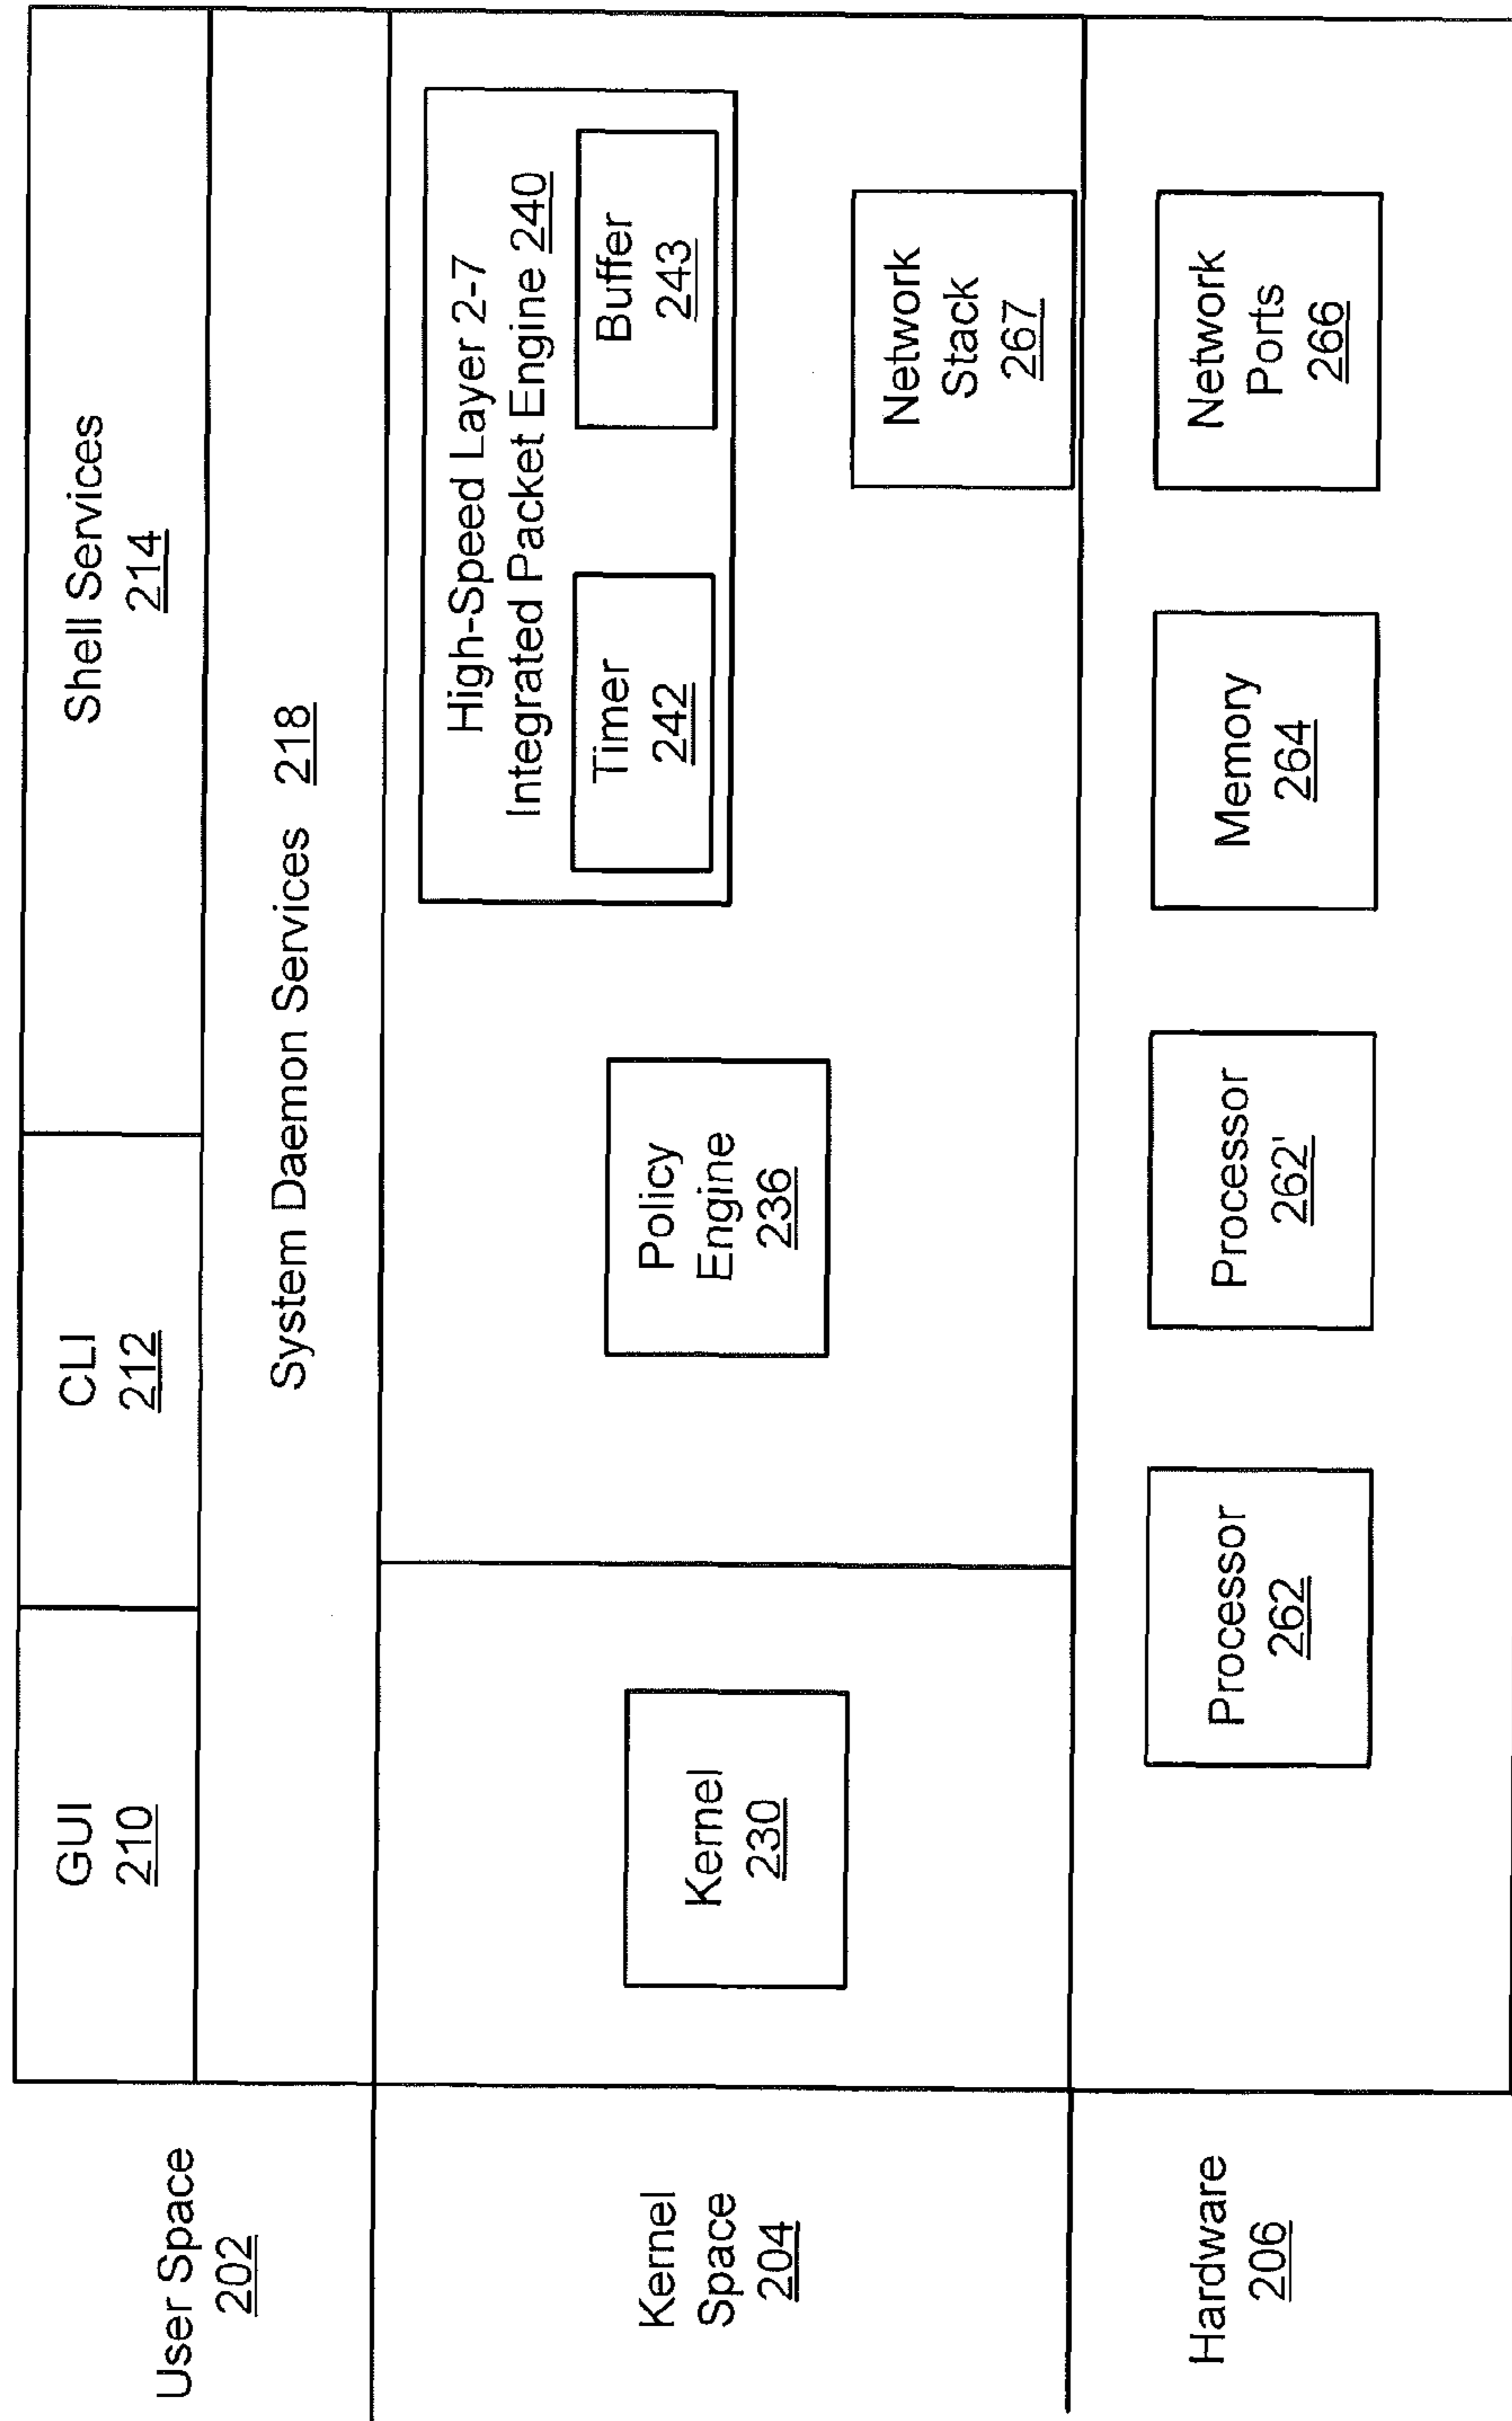 User Space
202
GUI
210
CLI
212
Shell Services
214
System Daemon Services 218
Kernel
Space
204
Kernel
230
Policy
Engine
236
High-Speed Layer 2-7
Integrated Packet Engine 240
Timer
242
Buffer
243
Network
Stack
267
Hardware
206
Processor
262
Processor
262'
Memory
264
Network
Ports
266